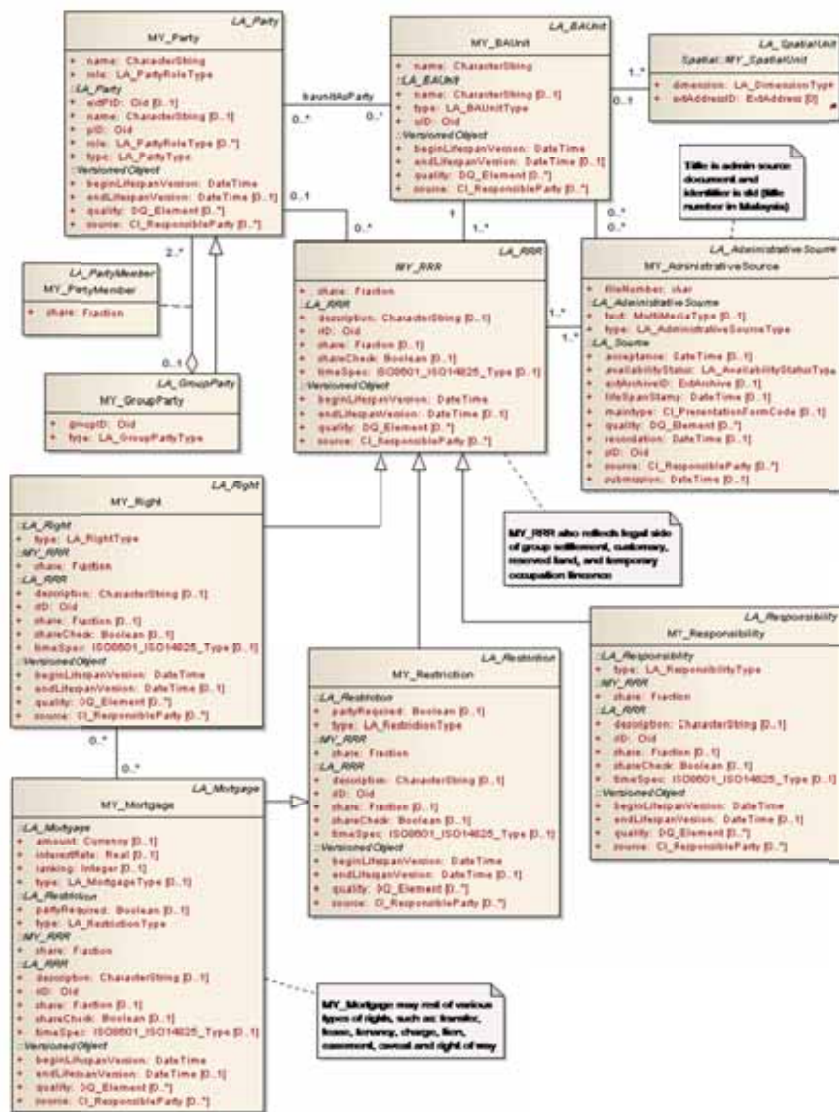 LA_Party
MY_Party
+ name: CharacterString
+ role: LA_PartyRoleType
::LA_Party
+ extPID: Oid [0..1]
+ name: CharacterString [0..1]
+ pID: Oid
+ role: LA_PartyRoleType [0..*]
+ type: LA_PartyType
::VersionedObject
+ beginLifespanVersion: DateTime
+ endLifespanVersion: DateTime [0..1]
+ quality: DQ_Element [0..*]
+ source: CI_ResponsibleParty [0..*]
baunitAsParty
0..*
0..*
LA_BAUnit
MY_BAUnit
+ name: CharacterString
::LA_BAUnit
+ name: CharacterString [0..1]
+ type: LA_BAUnitType
+ uID: Oid
::VersionedObject
+ beginLifespanVersion: DateTime
+ endLifespanVersion: DateTime [0..1]
+ quality: DQ_Element [0..*]
+ source: CI_ResponsibleParty [0..*]
1..*
0..1
LA_SpatialUnit
Spatial::MY_SpatialUnit
+ dimension: LA_DimensionType
+ extAddressID: ExtAddress [0]
Title is admin source
document and
identifier is sId (title
number in Malaysia)
0..1
0..*
1
1..*
0..*
0..*
2..*
LA_PartyMember
MY_PartyMember
+ share: Fraction
0..1
LA_GroupParty
MY_GroupParty
+ groupID: Oid
+ type: LA_GroupPartyType
LA_RRR
MY_RRR
+ share: Fraction
::LA_RRR
+ description: CharacterString [0..1]
+ rID: Oid
+ share: Fraction [0..1]
+ shareCheck: Boolean [0..1]
+ timeSpec: ISO8601_ISO14825_Type [0..1]
::VersionedObject
+ beginLifespanVersion: DateTime
+ endLifespanVersion: DateTime [0..1]
+ quality: DQ_Element [0..*]
+ source: CI_ResponsibleParty [0..*]
1..*
1..*
LA_AdministrativeSource
MY_AdministrativeSource
+ fileNumber: char
::LA_AdministrativeSource
+ text: MultiMediaType [0..1]
+ type: LA_AdministrativeSourceType
::LA_Source
+ acceptance: DateTime [0..1]
+ availabilityStatus: LA_AvailabilityStatusType
+ extArchiveID: ExtArchive [0..1]
+ lifeSpanStamp: DateTime [0..1]
+ maintype: CI_PresentationFormCode [0..1]
+ quality: DQ_Element [0..*]
+ recordation: DateTime [0..1]
+ sID: Oid
+ source: CI_ResponsibleParty [0..*]
+ submission: DateTime [0..1]
LA_Right
MY_Right
::LA_Right
+ type: LA_RightType
::MY_RRR
+ share: Fraction
::LA_RRR
+ description: CharacterString [0..1]
+ rID: Oid
+ share: Fraction [0..1]
+ shareCheck: Boolean [0..1]
+ timeSpec: ISO8601_ISO14825_Type [0..1]
::VersionedObject
+ beginLifespanVersion: DateTime
+ endLifespanVersion: DateTime [0..1]
+ quality: DQ_Element [0..*]
+ source: CI_ResponsibleParty [0..*]
MY_RRR also reflects legal side
of group settlement, customary,
reserved land, and temporary
occupation lincence
LA_Restriction
MY_Restriction
::LA_Restriction
+ partyRequired: Boolean [0..1]
+ type: LA_RestrictionType
::MY_RRR
+ share: Fraction
::LA_RRR
+ description: CharacterString [0..1]
+ rID: Oid
+ share: Fraction [0..1]
+ shareCheck: Boolean [0..1]
+ timeSpec: ISO8601_ISO14825_Type [0..1]
::VersionedObject
+ beginLifespanVersion: DateTime
+ endLifespanVersion: DateTime [0..1]
+ quality: DQ_Element [0..*]
+ source: CI_ResponsibleParty [0..*]
LA_Responsibility
MY_Responsibility
::LA_Responsibility
+ type: LA_ResponsibilityType
::MY_RRR
+ share: Fraction
::LA_RRR
+ description: CharacterString [0..1]
+ rID: Oid
+ share: Fraction [0..1]
+ shareCheck: Boolean [0..1]
+ timeSpec: ISO8601_ISO14825_Type [0..1]
::VersionedObject
+ beginLifespanVersion: DateTime
+ endLifespanVersion: DateTime [0..1]
+ quality: DQ_Element [0..*]
+ source: CI_ResponsibleParty [0..*]
0..*
0..*
LA_Mortgage
MY_Mortgage
::LA_Mortgage
+ amount: Currency [0..1]
+ interestRate: Real [0..1]
+ ranking: Integer [0..1]
+ type: LA_MortgageType [0..1]
::LA_Restriction
+ partyRequired: Boolean [0..1]
+ type: LA_RestrictionType
::MY_RRR
+ share: Fraction
::LA_RRR
+ description: CharacterString [0..1]
+ rID: Oid
+ share: Fraction [0..1]
+ shareCheck: Boolean [0..1]
+ timeSpec: ISO8601_ISO14825_Type [0..1]
::VersionedObject
+ beginLifespanVersion: DateTime
+ endLifespanVersion: DateTime [0..1]
+ quality: DQ_Element [0..*]
+ source: CI_ResponsibleParty [0..*]
MY_Mortgage may rest of various
types of rights, such as: transfer,
lease, tenancy, charge, lien,
easement, caveat and right of way